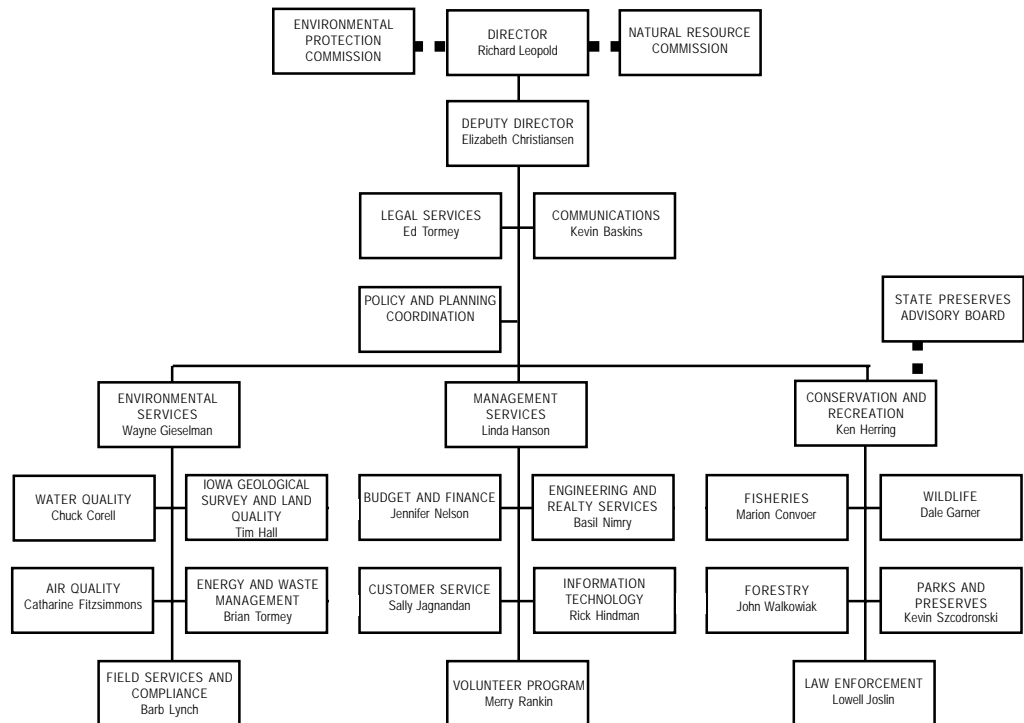 ENVIRONMENTAL
PROTECTION
COMMISSION
DIRECTOR
Richard Leopold
NATURAL RESOURCE
COMMISSION
DEPUTY DIRECTOR
Elizabeth Christiansen
LEGAL SERVICES
Ed Tormey
COMMUNICATIONS
Kevin Baskins
POLICY AND PLANNING
COORDINATION
STATE PRESERVES
ADVISORY BOARD
ENVIRONMENTAL
SERVICES
Wayne Gieselman
MANAGEMENT
SERVICES
Linda Hanson
CONSERVATION AND
RECREATION
Ken Herring
WATER QUALITY
Chuck Corell
IOWA GEOLOGICAL
SURVEY AND LAND
QUALITY
Tim Hall
BUDGET AND FINANCE
Jennifer Nelson
ENGINEERING AND
REALTY SERVICES
Basil Nimry
FISHERIES
Marion Convoer
WILDLIFE
Dale Garner
AIR QUALITY
Catharine Fitzsimmons
ENERGY AND WASTE
MANAGEMENT
Brian Tormey
CUSTOMER SERVICE
Sally Jagnandan
INFORMATION
TECHNOLOGY
Rick Hindman
FORESTRY
John Walkowiak
PARKS AND
PRESERVES
Kevin Szcodronski
FIELD SERVICES AND
COMPLIANCE
Barb Lynch
VOLUNTEER PROGRAM
Merry Rankin
LAW ENFORCEMENT
Lowell Joslin